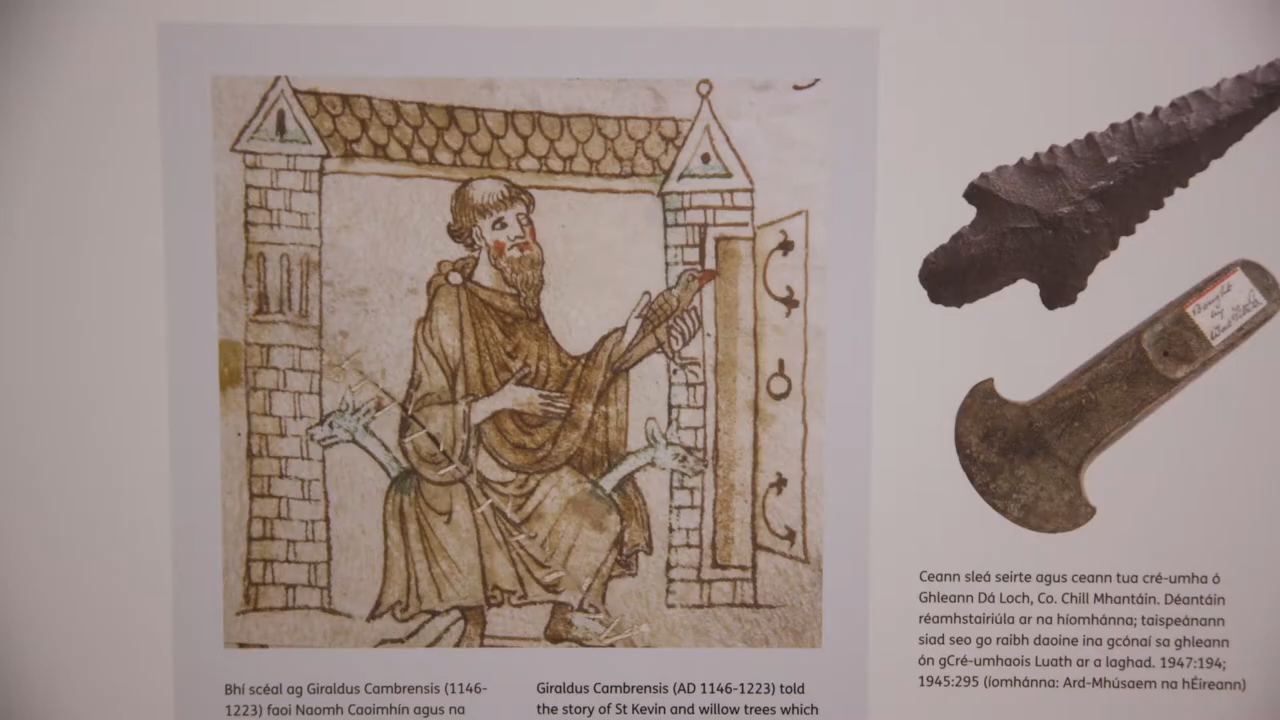 Bought
by
Bhí scéal ag Giraldus Cambrensis (1146-
1223) faoi Naomh Caoimhín agus na
Giraldus Cambrensis (AD 1146-1223) told
the story of St Kevin and willow trees which
Ceann sleá seirte agus ceann tua cré-umha ó
Ghleann Dá Loch, Co. Chill Mhantáin. Déantáin
réamhstairiúla ar na híomhánna; taispeánann
siad seo go raibh daoine ina gcónaí sa ghleann
ón gCré-umhaois Luath ar a laghad. 1947:194;
1945:295 (íomhánna: Ard-Mhúsaem na hÉireann)